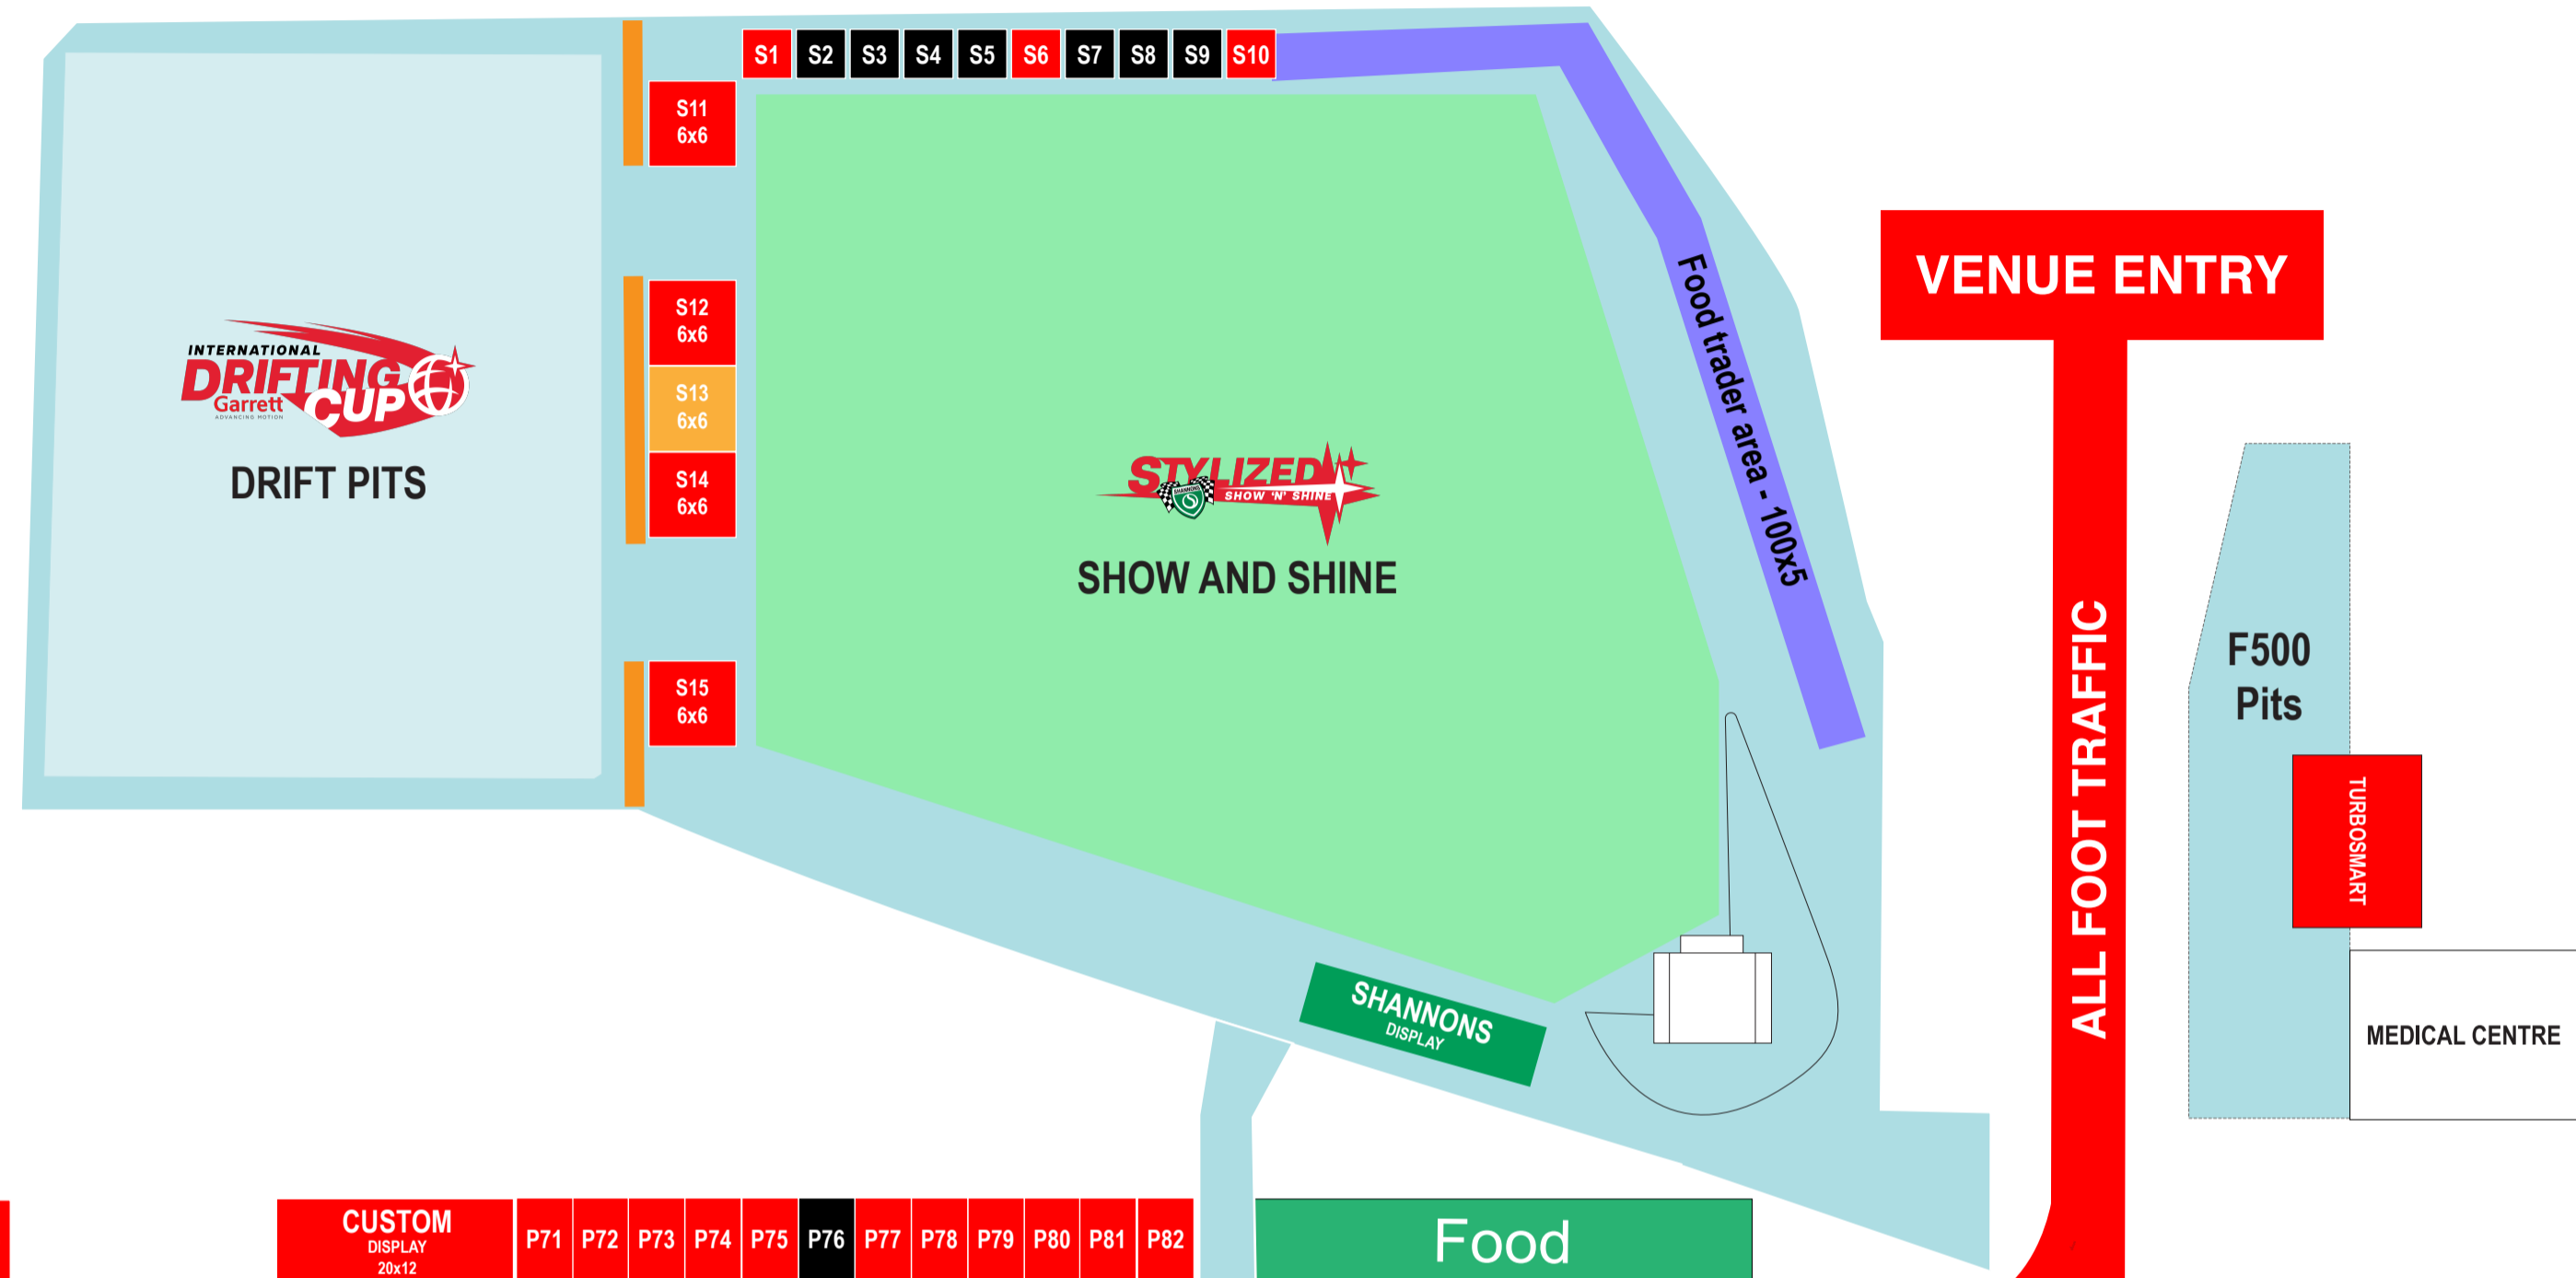 S1 S2 S3 S4 S5 S6 S7 S8 S9 S10
S11
6x6
S12
6x6
S13
6x6
S14
6x6
S15
6x6
INTERNATIONAL
DRIFTING
CUP
Garrett
ADVANCING MOTION
DRIFT PITS
STYLIZED
SHANNONS
SHOW 'N' SHINE
SHOW AND SHINE
Food trader area - 100x5
VENUE ENTRY
ALL FOOT TRAFFIC
F500
Pits
TURBOSMART
MEDICAL CENTRE
SHANNONS
DISPLAY
CUSTOM
DISPLAY
20x12
P71 P72 P73 P74 P75 P76 P77 P78 P79 P80 P81 P82
Food